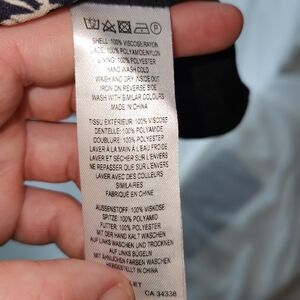 SHELL: 100% VISCOSE/RAYON
LACE: 100% POLYAMIDE/NYLON
LINING: 100% POLYESTER
HAND WASH COLD
WASH AND DRY INSIDE OUT
IRON ON REVERSE SIDE
WASH WITH SIMILAR COLOURS
MADE IN CHINA
TISSU EXTÉRIEUR: 100% VISCOSE
DENTELLE: 100% POLYAMIDE
DOUBLURE: 100% POLYESTER
LAVER À LA MAIN À L'EAU FROIDE
LAVER ET SÉCHER SUR L'ENVERS
NE REPASSER QUE SUR L'ENVERS
LAVER AVEC DES COULEURS
SIMILAIRES
FABRIQUÉ EN CHINE
AUSSENSTOFF: 100% VISKOSE
SPITZE: 100% POLYAMID
FUTTER: 100% POLYESTER
MIT DER HAND KALT WASCHEN
AUF LINKS WASCHEN UND TROCKNEN
AUF LINKS BÜGELN
MIT ÄHNLICHEN FARBEN WASCHEN
HERGESTELLT IN CHINA
CA 34338